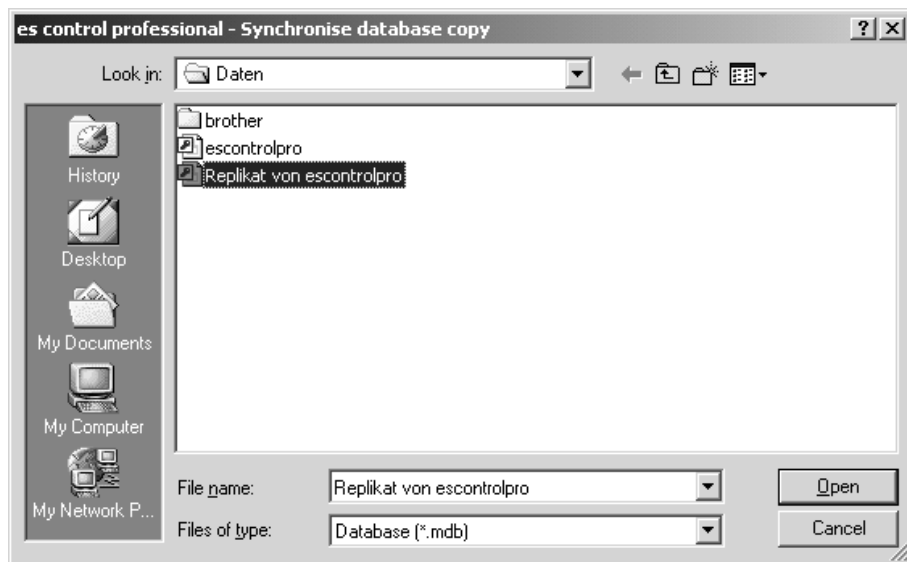 es control professional - Synchronise database copy
Look in: Daten
brother
escontrolpro
Replikat von escontrolpro
History
Desktop
My Documents
My Computer
My Network P...
File name: Replikat von escontrolpro Open
Files of type: Database (*.mdb) Cancel